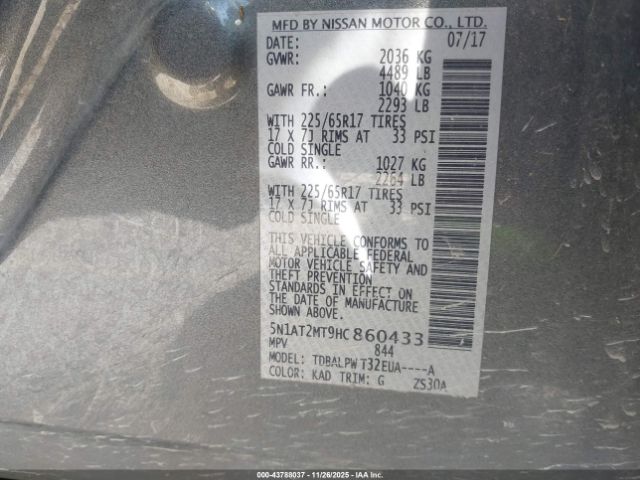 MFD BY NISSAN MOTOR CO., LTD.
DATE: 07/17
GVWR: 2036 KG
4489 LB
GAWR FR.: 1040 KG
2293 LB
WITH 225/65R17 TIRES
17 X 7J RIMS AT 33 PSI
COLD SINGLE
GAWR RR.: 1027 KG
2264 LB
WITH 225/65R17 TIRES
17 X 7J RIMS AT 33 PSI
COLD SINGLE
THIS VEHICLE CONFORMS TO
ALL APPLICABLE FEDERAL
MOTOR VEHICLE SAFETY AND
THEFT PREVENTION
STANDARDS IN EFFECT ON
THE DATE OF MANUFACTURE
SHOWN ABOVE.
5N1AT2MT9HC860433
MPV 844
MODEL: TDBALPW T32EUA----A
COLOR: KAD TRIM: G ZS30A
000-43788037 | 11/26/2025 | IAAI.CA